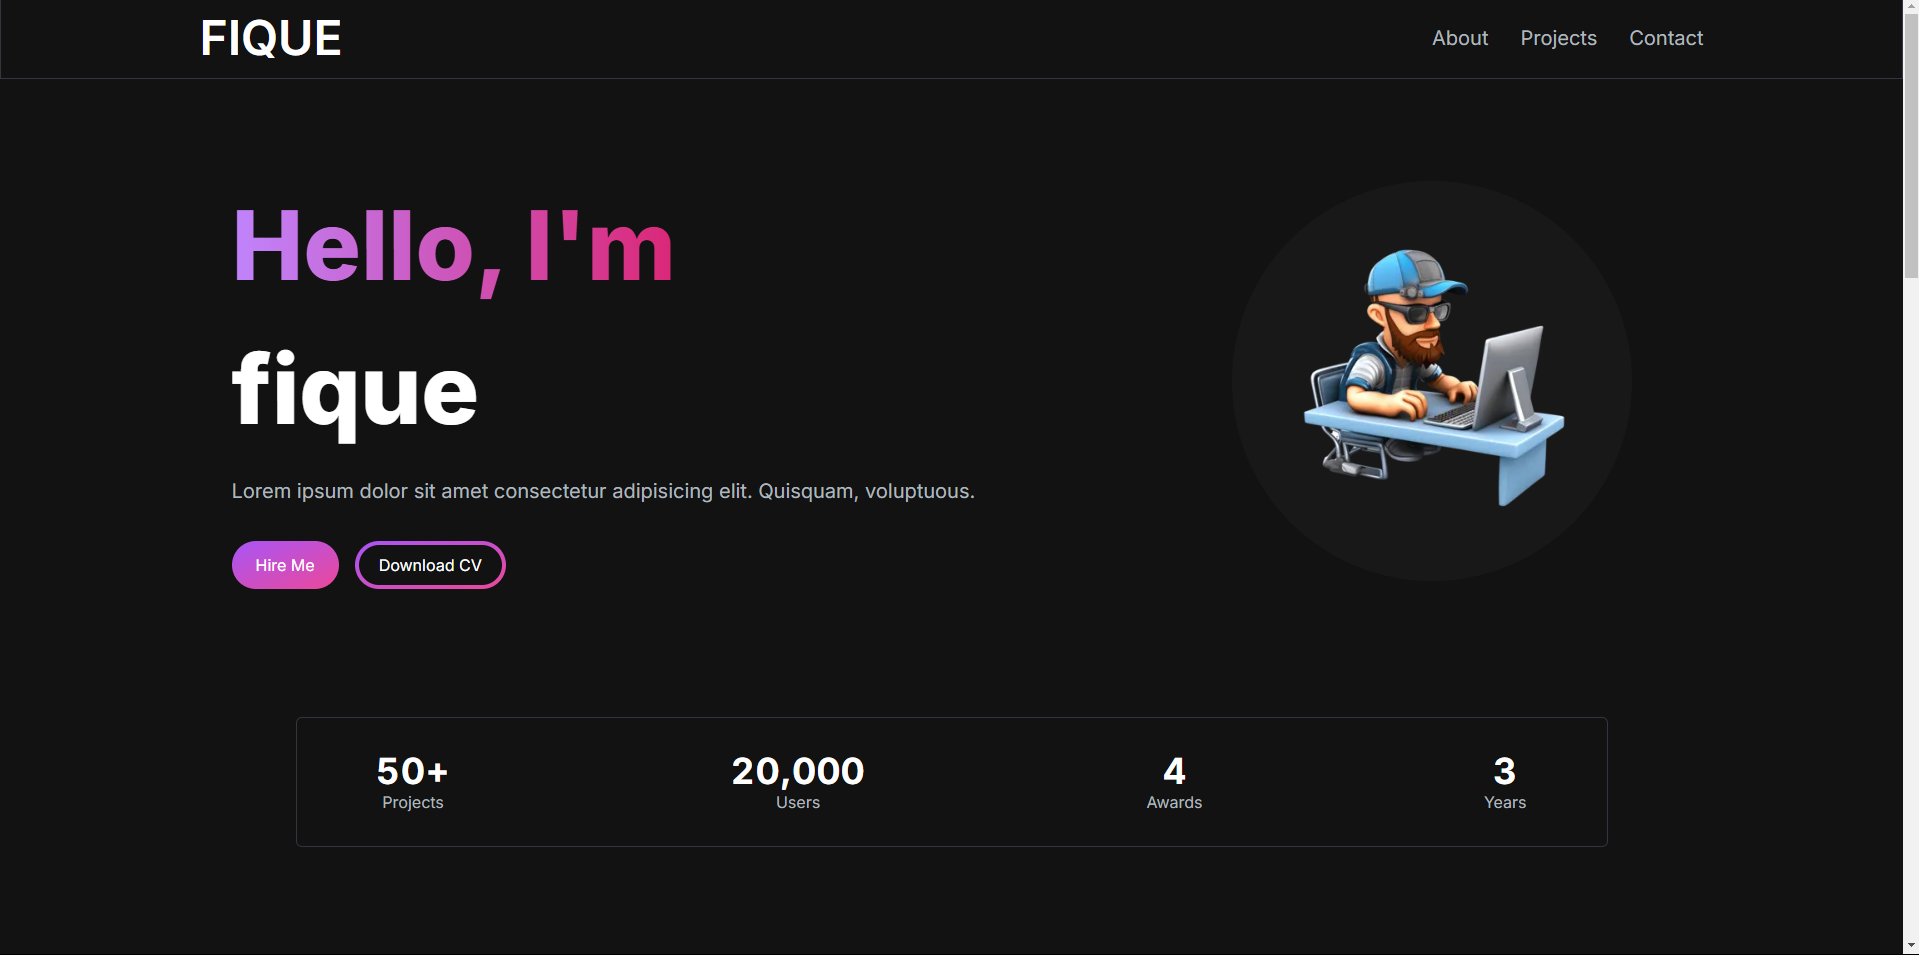 FIQUE
About
Projects
Contact
Hello, I'm
fique
Lorem ipsum dolor sit amet consectetur adipisicing elit. Quisquam, voluptuous.
Hire Me
Download CV
50+
Projects
20,000
Users
4
Awards
3
Years